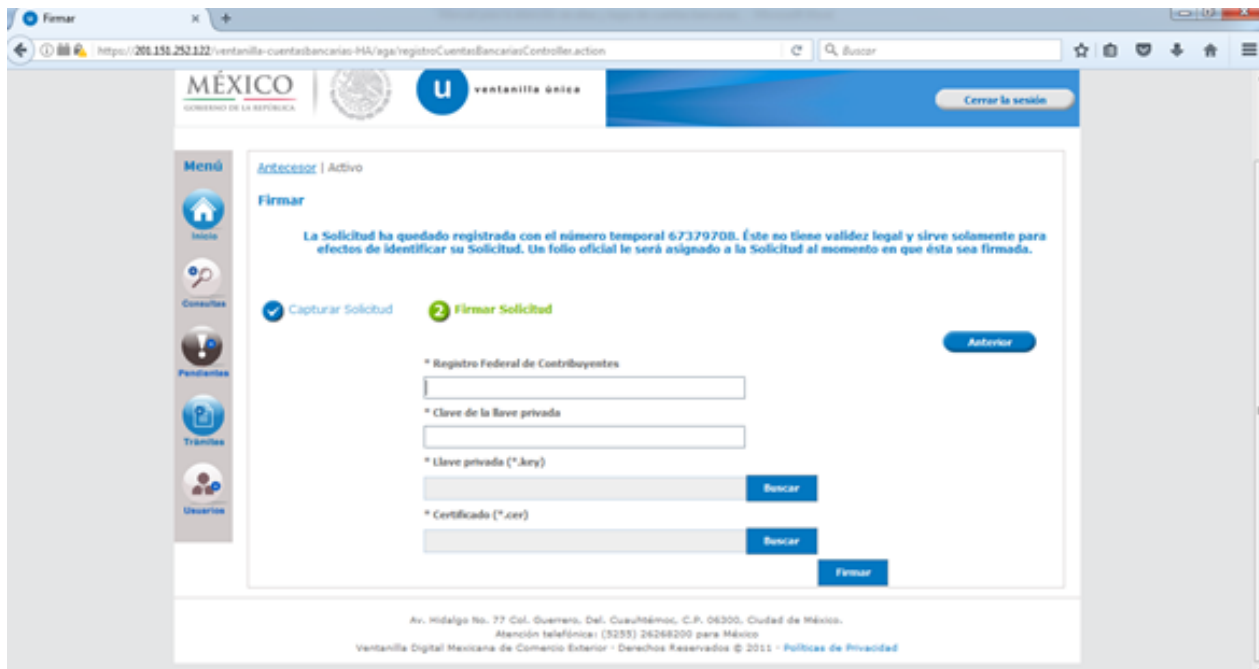 Firmar
https://201.151.252.122/ventanilla-cuentasbancarias-HA/aga/registroCuentasBancariasController.action
Buscar
MÉXICO
GOBIERNO DE LA REPÚBLICA
u
ventanilla única
Cerrar la sesión
Menú
Inicio
Consultas
Pendientes
Trámites
Usuarios
Antecesor | Activo
Firmar
La Solicitud ha quedado registrada con el número temporal 67379708. Éste no tiene validez legal y sirve solamente para
efectos de identificar su Solicitud. Un folio oficial le será asignado a la Solicitud al momento en que ésta sea firmada.
Capturar Solicitud
2 Firmar Solicitud
Anterior
* Registro Federal de Contribuyentes
* Clave de la llave privada
* Llave privada (*.key)
Buscar
* Certificado (*.cer)
Buscar
Firmar
Av. Hidalgo No. 77 Col. Guerrero, Del. Cuauhtémoc, C.P. 06300, Ciudad de México.
Atención telefónica: (5255) 26268200 para México
Ventanilla Digital Mexicana de Comercio Exterior - Derechos Reservados @ 2011 - Políticas de Privacidad